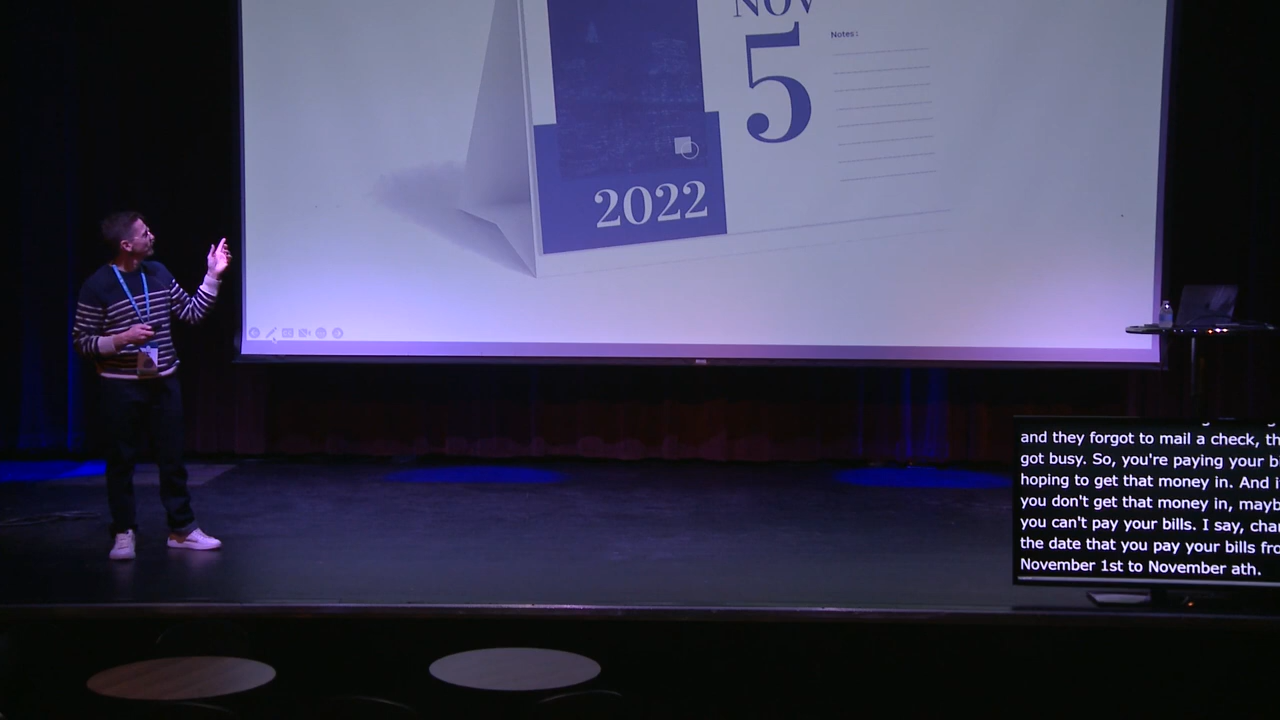 NOV
5
Notes:
2022
and they forgot to mail a check, th
got busy. So, you're paying your b
hoping to get that money in. And i
you don't get that money in, mayb
you can't pay your bills. I say, cha
the date that you pay your bills fro
November 1st to November ath.